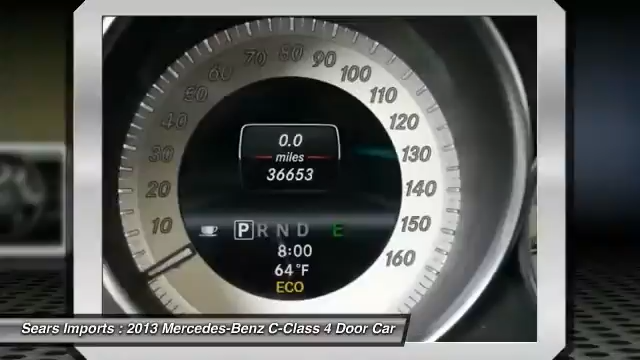 10 20 30 40 50 60 70 80 90 100 110 120 130 140 150 160
0.0
miles
36653
P R N D E
8:00
64°F
ECO
Sears Imports : 2013 Mercedes-Benz C-Class 4 Door Car